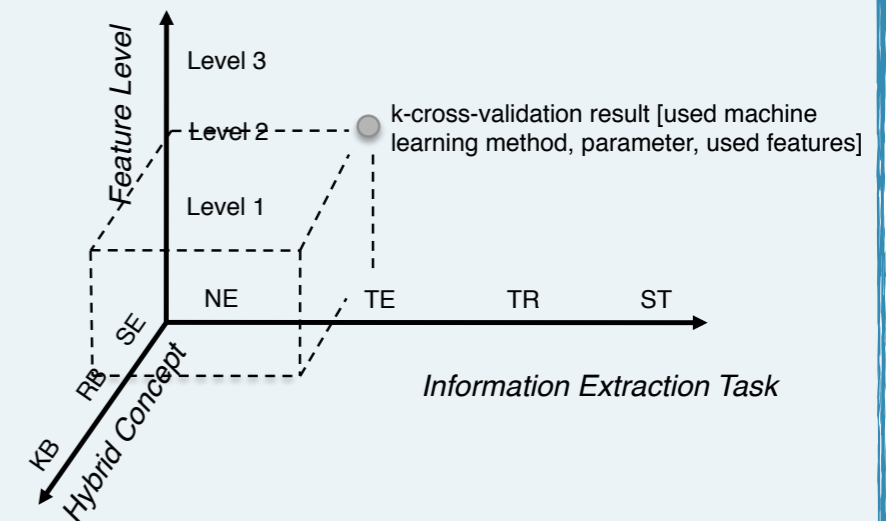 Feature Level
Level 3
Level 2
Level 1
k-cross-validation result [used machine
learning method, parameter, used features]
NE
TE
TR
ST
Information Extraction Task
SE
RB
KB
Hybrid Concept